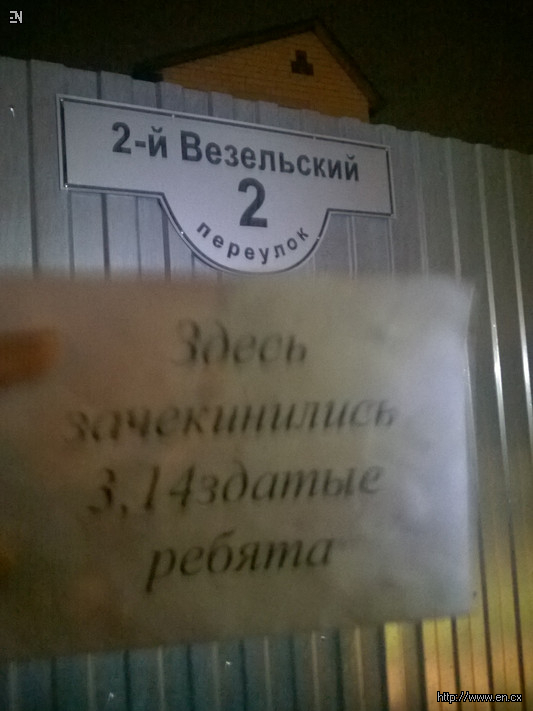 EN
2-й Везельский
2
переулок
Здесь
зачекинились
3,14здатые
ребята
http://www.en.cx